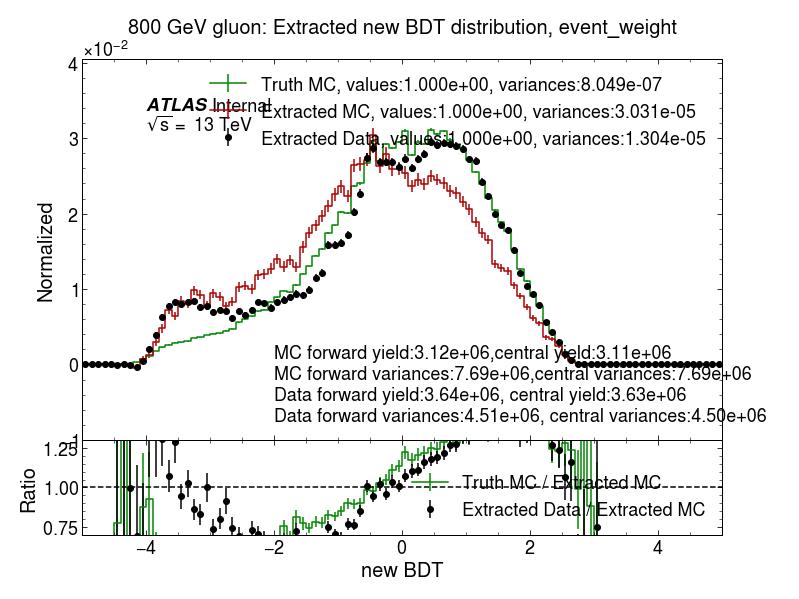 800 GeV gluon: Extracted new BDT distribution, event_weight
×10⁻²
Truth MC, values:1.000e+00, variances:8.049e-07
ATLAS Internal
Extracted MC, values:1.000e+00, variances:3.031e-05
√s = 13 TeV
Extracted Data, values:1.000e+00, variances:1.304e-05
4
3
2
1
0
−1
Normalized
MC forward yield:3.12e+06,central yield:3.11e+06
MC forward variances:7.69e+06,central variances:7.69e+06
Data forward yield:3.64e+06, central yield:3.63e+06
Data forward variances:4.51e+06, central variances:4.50e+06
1.25
1.00
0.75
Ratio
Truth MC / Extracted MC
Extracted Data / Extracted MC
−4 −2 0 2 4
new BDT